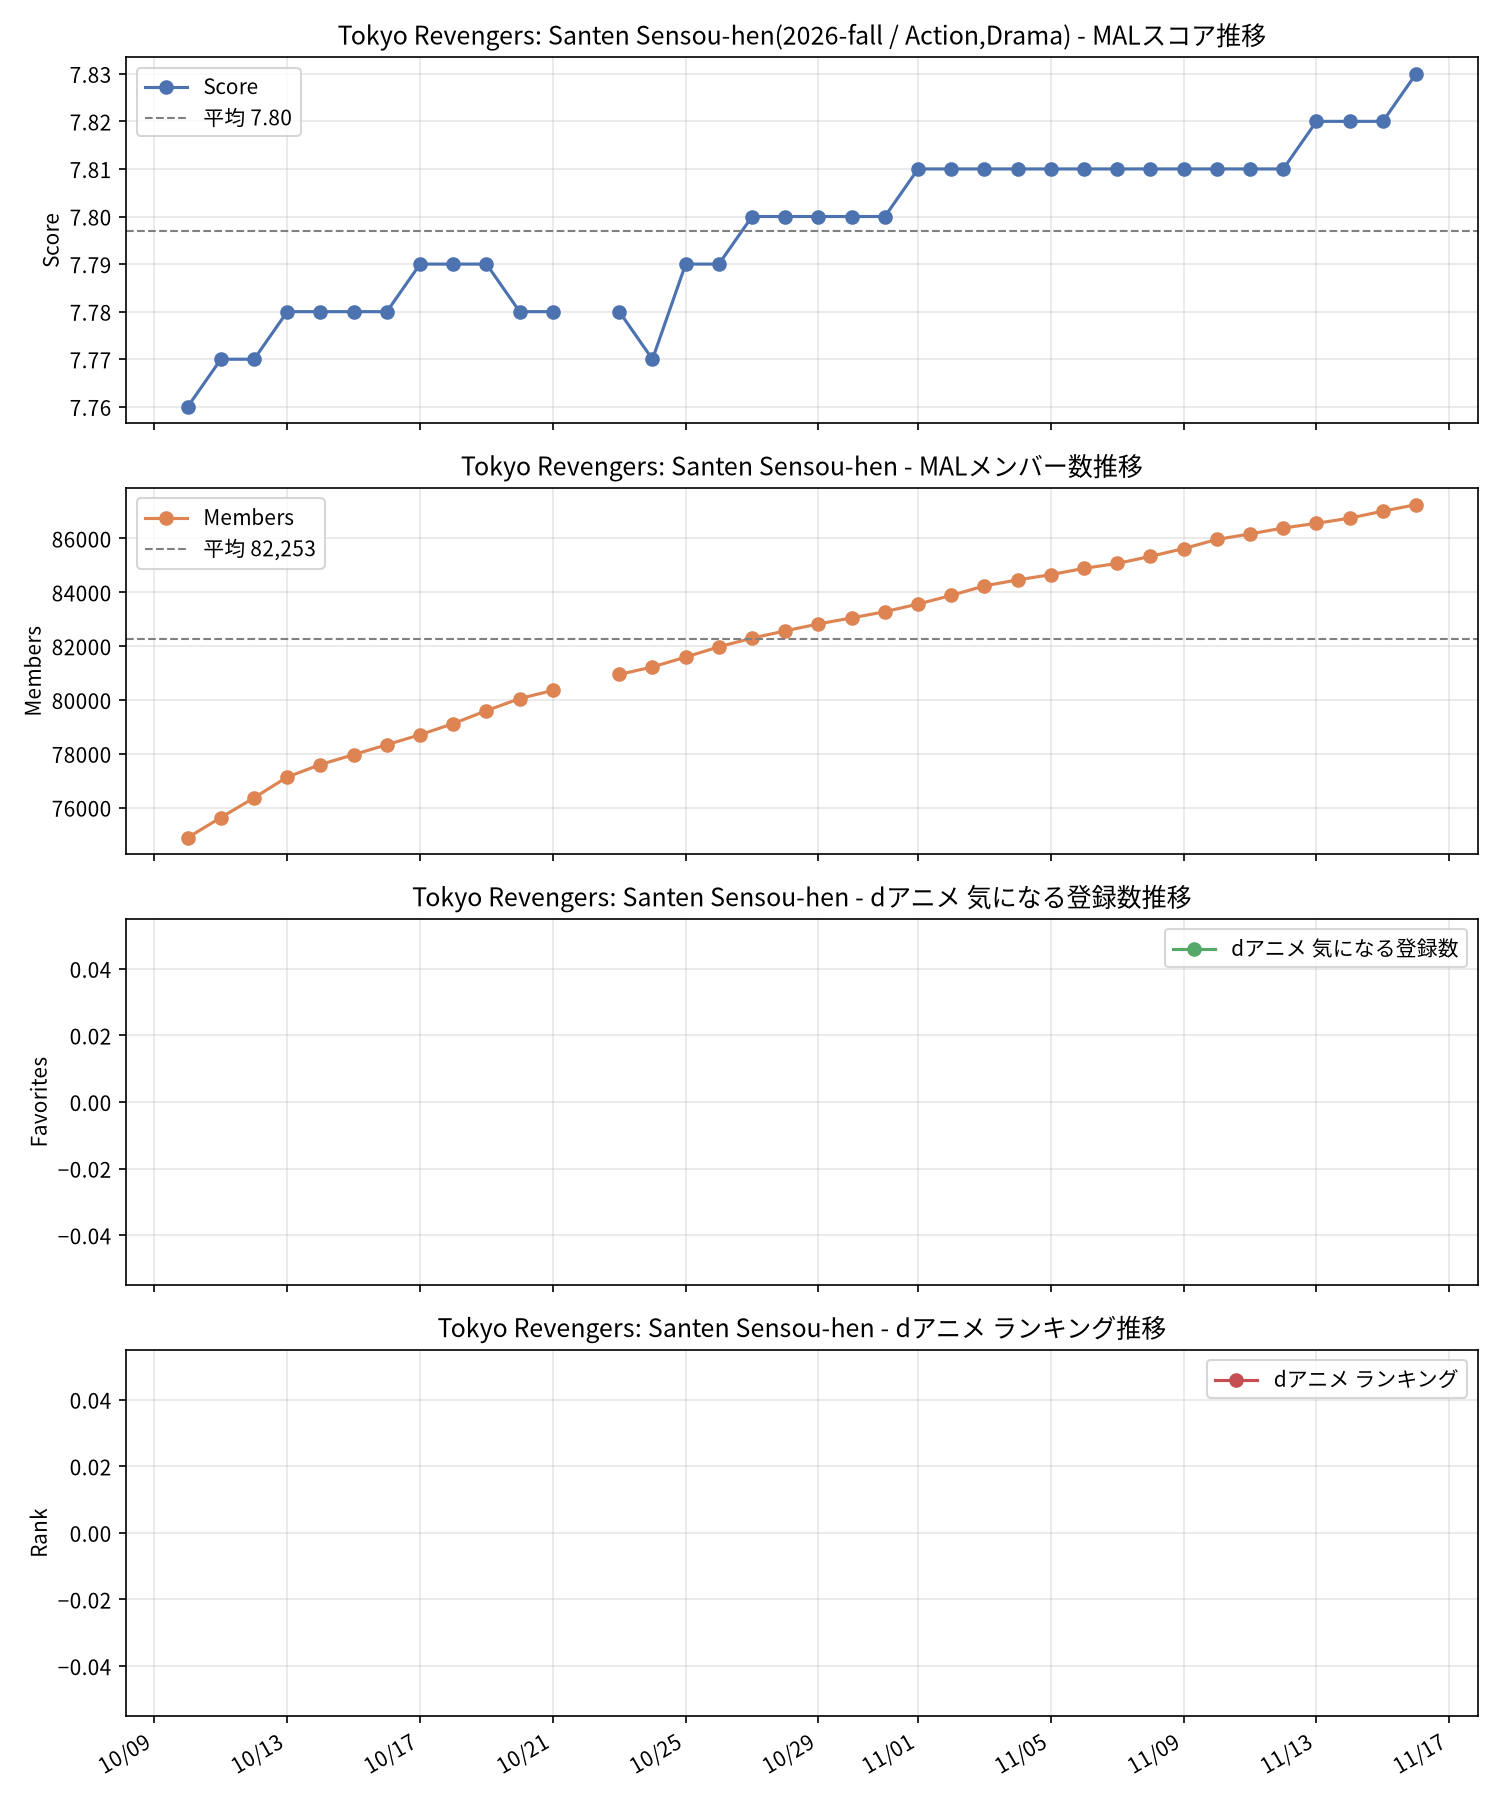 Tokyo Revengers: Santen Sensou-hen(2026-fall / Action,Drama) - MALスコア推移
Score
平均 7.80
7.83
7.82
7.81
7.80
7.79
7.78
7.77
7.76
Score
Tokyo Revengers: Santen Sensou-hen - MALメンバー数推移
Members
平均 82,253
86000
84000
82000
80000
78000
76000
Members
Tokyo Revengers: Santen Sensou-hen - dアニメ 気になる登録数推移
dアニメ 気になる登録数
0.04
0.02
0.00
−0.02
−0.04
Favorites
Tokyo Revengers: Santen Sensou-hen - dアニメ ランキング推移
dアニメ ランキング
0.04
0.02
0.00
−0.02
−0.04
Rank
10/09
10/13
10/17
10/21
10/25
10/29
11/01
11/05
11/09
11/13
11/17